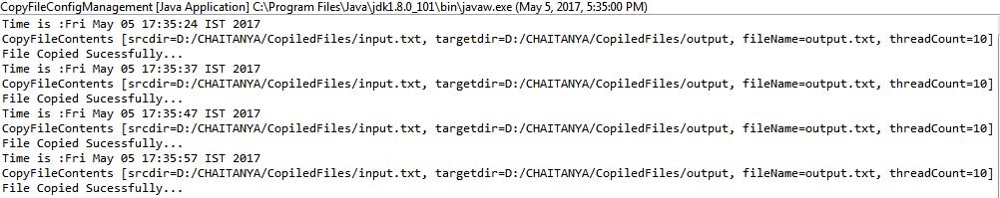 CopyFileConfigManagement [Java Application] C:\Program Files\Java\jdk1.8.0_101\bin\javaw.exe (May 5, 2017, 5:35:00 PM)
Time is :Fri May 05 17:35:24 IST 2017
CopyFileContents [srcdir=D:/CHAITANYA/CopiledFiles/input.txt, targetdir=D:/CHAITANYA/CopiledFiles/output, fileName=output.txt, threadCount=10]
File Copied Sucessfully...
Time is :Fri May 05 17:35:37 IST 2017
CopyFileContents [srcdir=D:/CHAITANYA/CopiledFiles/input.txt, targetdir=D:/CHAITANYA/CopiledFiles/output, fileName=output.txt, threadCount=10]
File Copied Sucessfully...
Time is :Fri May 05 17:35:47 IST 2017
CopyFileContents [srcdir=D:/CHAITANYA/CopiledFiles/input.txt, targetdir=D:/CHAITANYA/CopiledFiles/output, fileName=output.txt, threadCount=10]
File Copied Sucessfully...
Time is :Fri May 05 17:35:57 IST 2017
CopyFileContents [srcdir=D:/CHAITANYA/CopiledFiles/input.txt, targetdir=D:/CHAITANYA/CopiledFiles/output, fileName=output.txt, threadCount=10]
File Copied Sucessfully...